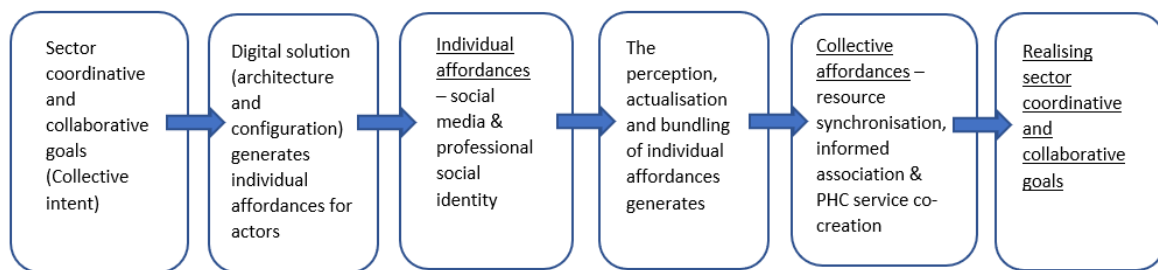 Sector
coordinative
and
collaborative
goals
(Collective
intent)
Digital solution
(architecture
and
configuration)
generates
individual
affordances for
actors
Individual
affordances
– social
media &
professional
social
identity
The
perception,
actualisation
and bundling
of individual
affordances
generates
Collective
affordances –
resource
synchronisation,
informed
association &
PHC service co-
creation
Realising
sector
coordinative
and
collaborative
goals